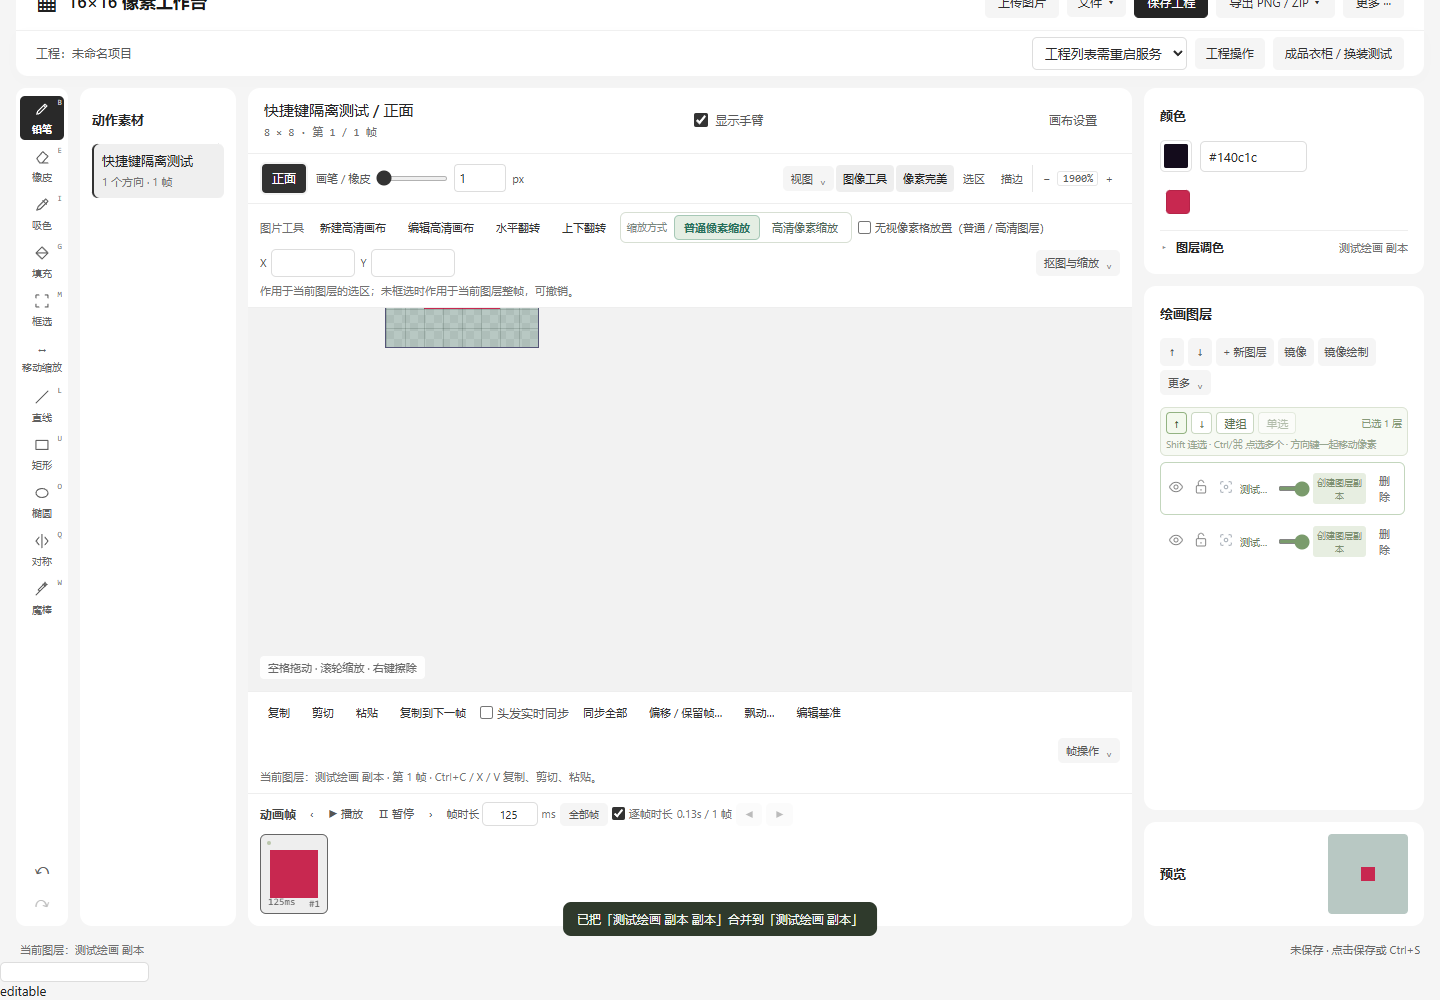 16×16 像素工作台
上传图片 文件 ▾ 保存工程 导出 PNG / ZIP ▾ 更多 ···
工程：未命名项目 工程列表需重启服务 工程操作 成品衣柜 / 换装测试
B
铅笔
E
橡皮
I
吸色
G
填充
M
框选
↔
移动缩放
L
直线
U
矩形
O
椭圆
Q
对称
W
魔棒
动作素材
快捷键隔离测试
1 个方向 · 1 帧
快捷键隔离测试 / 正面
8 × 8 · 第 1 / 1 帧
显示手臂
画布设置
正面 画笔 / 橡皮 1 px 视图 图像工具 像素完美 选区 描边 − 1900% +
图片工具 新建高清画布 编辑高清画布 水平翻转 上下翻转 缩放方式 普通像素缩放 高清像素缩放 无视像素格放置（普通 / 高清图层）
X Y 抠图与缩放
作用于当前图层的选区；未框选时作用于当前图层整帧，可撤销。
空格拖动 · 滚轮缩放 · 右键擦除
复制 剪切 粘贴 复制到下一帧 头发实时同步 同步全部 偏移 / 保留帧... 飘动... 编辑基准
帧操作
当前图层：测试绘画 副本 · 第 1 帧 · Ctrl+C / X / V 复制、剪切、粘贴。
动画帧 ‹ ▶ 播放 Ⅱ 暂停 › 帧时长 125 ms 全部帧 逐帧时长 0.13s / 1 帧 ◀ ▶
125ms #1
已把「测试绘画 副本 副本」合并到「测试绘画 副本」
颜色
#140c1c
▸ 图层调色 测试绘画 副本
绘画图层
↑ ↓ + 新图层 镜像 镜像绘制
更多
↑ ↓ 建组 单选 已选 1 层
Shift 连选 · Ctrl/⌘ 点选多个 · 方向键一起移动像素
测试... 创建图层副本 删除
测试... 创建图层副本 删除
预览
当前图层：测试绘画 副本 未保存 · 点击保存或 Ctrl+S
editable